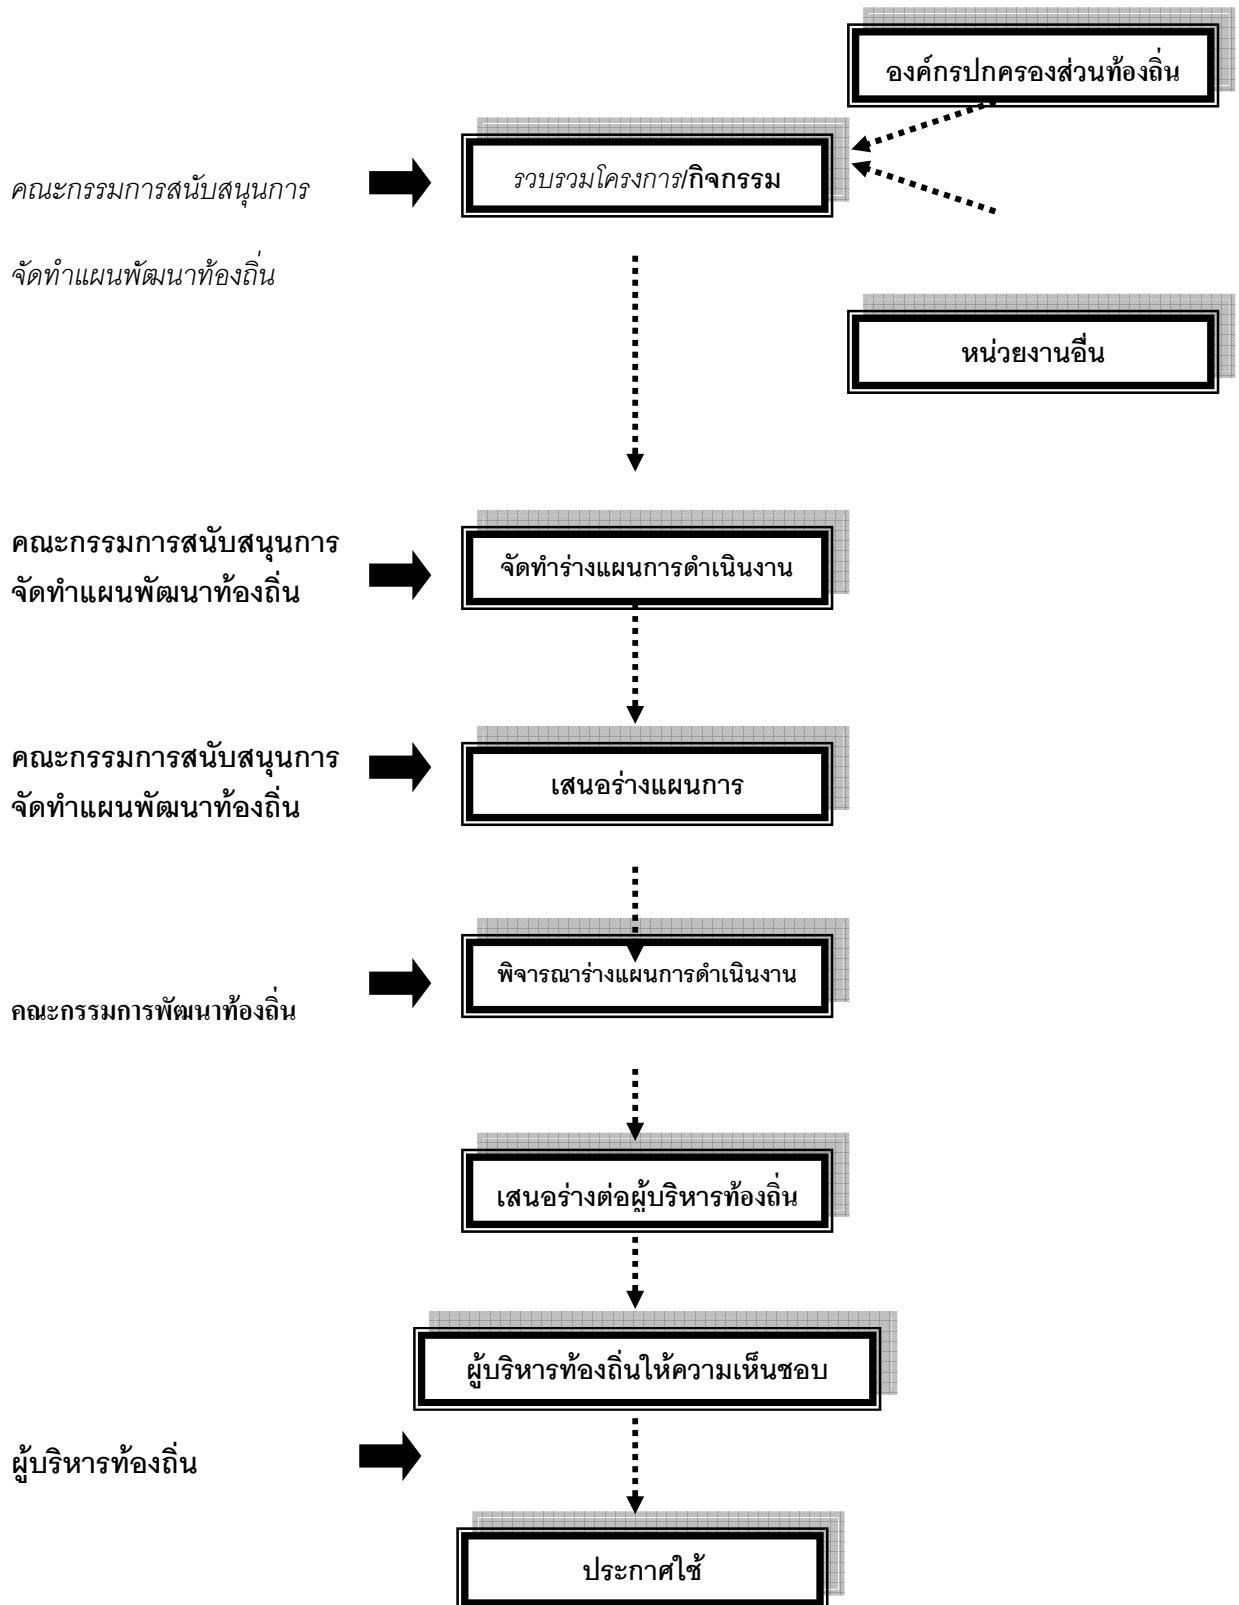 องค์กรปกครองส่วนท้องถิ่น
รวบรวมโครงการ/กิจกรรม
คณะกรรมการสนับสนุนการ
จัดทำแผนพัฒนาท้องถิ่น
หน่วยงานอื่น
คณะกรรมการสนับสนุนการ
จัดทำแผนพัฒนาท้องถิ่น
จัดทำร่างแผนการดำเนินงาน
คณะกรรมการสนับสนุนการ
จัดทำแผนพัฒนาท้องถิ่น
เสนอร่างแผนการ
พิจารณาร่างแผนการดำเนินงาน
คณะกรรมการพัฒนาท้องถิ่น
เสนอร่างต่อผู้บริหารท้องถิ่น
ผู้บริหารท้องถิ่นให้ความเห็นชอบ
ผู้บริหารท้องถิ่น
ประกาศใช้